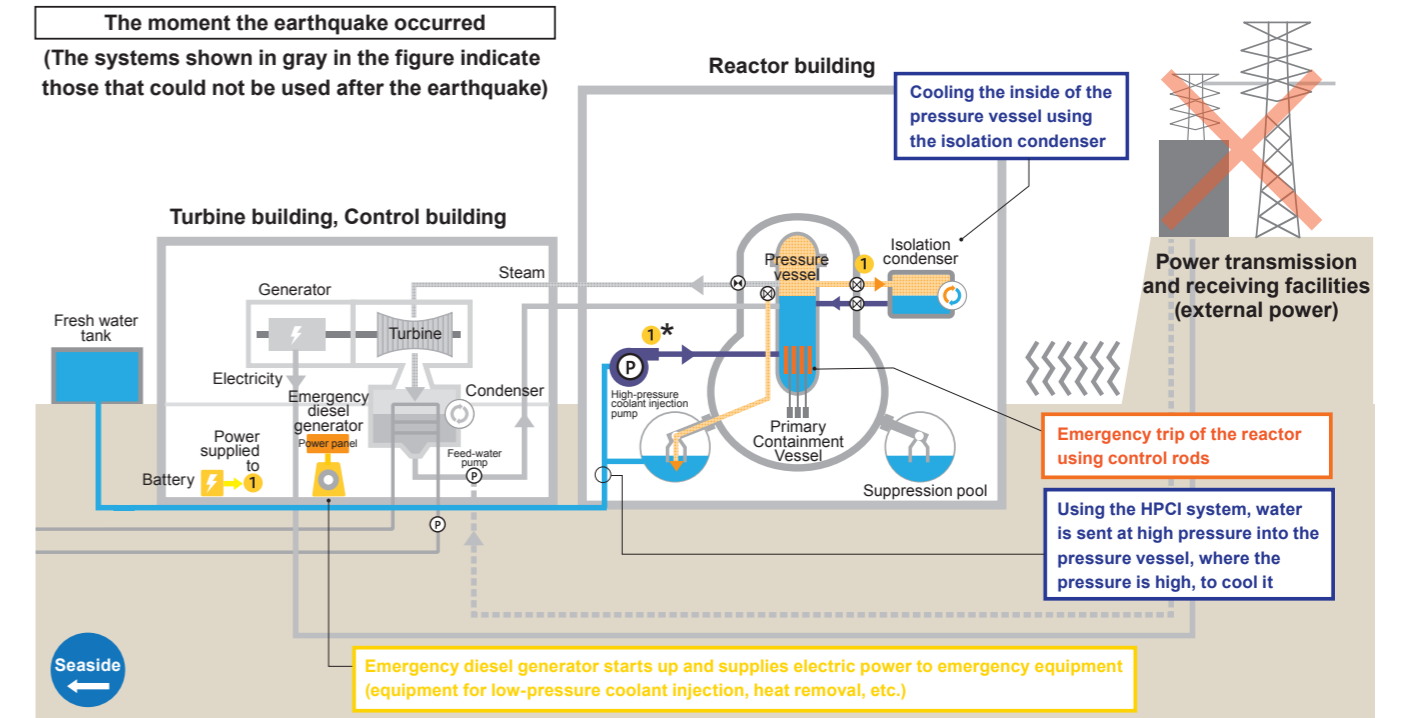 The moment the earthquake occurred
(The systems shown in gray in the figure indicate
those that could not be used after the earthquake)
Reactor building
Cooling the inside of the
pressure vessel using
the isolation condenser
Turbine building, Control building
Power transmission
and receiving facilities
(external power)
Isolation
condenser
Pressure
vessel
1
Steam
Generator
Turbine
Fresh water
tank
1*
P
High-pressure
coolant injection
pump
Electricity
Condenser
Emergency
diesel
generator
Power panel
Power
supplied
to
1
Battery
Feed-water
pump
P
P
Primary
Containment
Vessel
Suppression pool
Emergency trip of the reactor
using control rods
Using the HPCI system, water
is sent at high pressure into the
pressure vessel, where the
pressure is high, to cool it
Seaside
Emergency diesel generator starts up and supplies electric power to emergency equipment
(equipment for low-pressure coolant injection, heat removal, etc.)